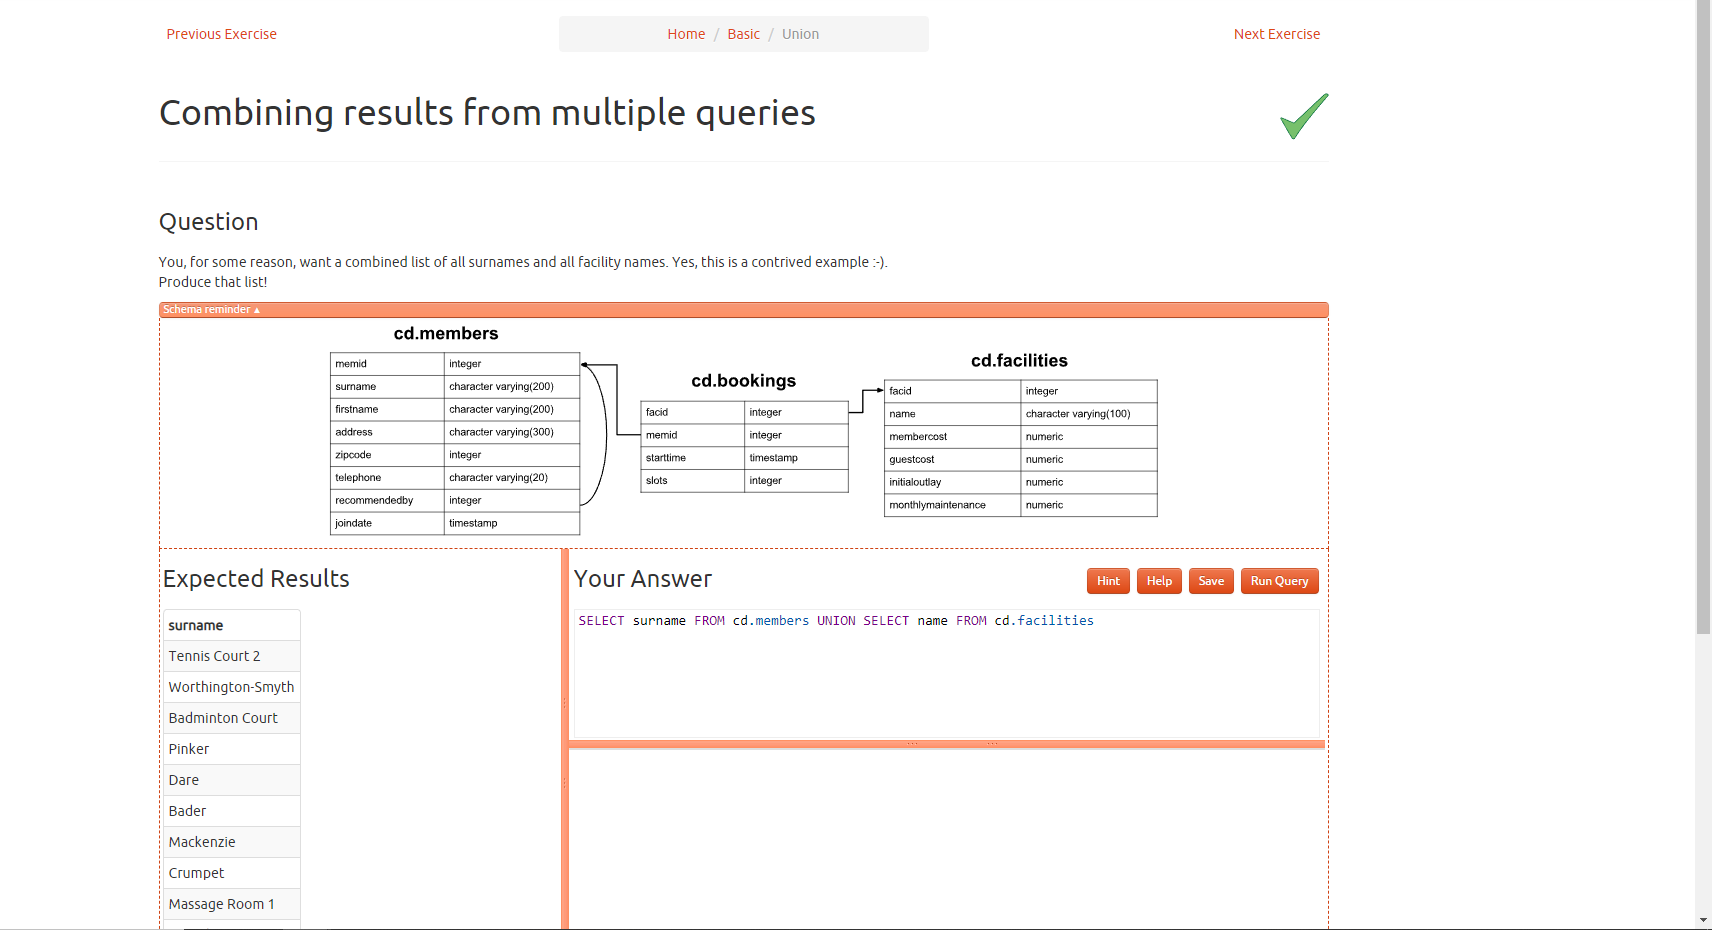 Previous Exercise
Home / Basic / Union
Next Exercise
Combining results from multiple queries
Question
You, for some reason, want a combined list of all surnames and all facility names. Yes, this is a contrived example :-).
Produce that list!
Schema reminder ▲
cd.members
memid integer
surname character varying(200)
firstname character varying(200)
address character varying(300)
zipcode integer
telephone character varying(20)
recommendedby integer
joindate timestamp
cd.bookings
facid integer
memid integer
starttime timestamp
slots integer
cd.facilities
facid integer
name character varying(100)
membercost numeric
guestcost numeric
initialoutlay numeric
monthlymaintenance numeric
Expected Results
surname
Tennis Court 2
Worthington-Smyth
Badminton Court
Pinker
Dare
Bader
Mackenzie
Crumpet
Massage Room 1
Your Answer
Hint Help Save Run Query
SELECT surname FROM cd.members UNION SELECT name FROM cd.facilities